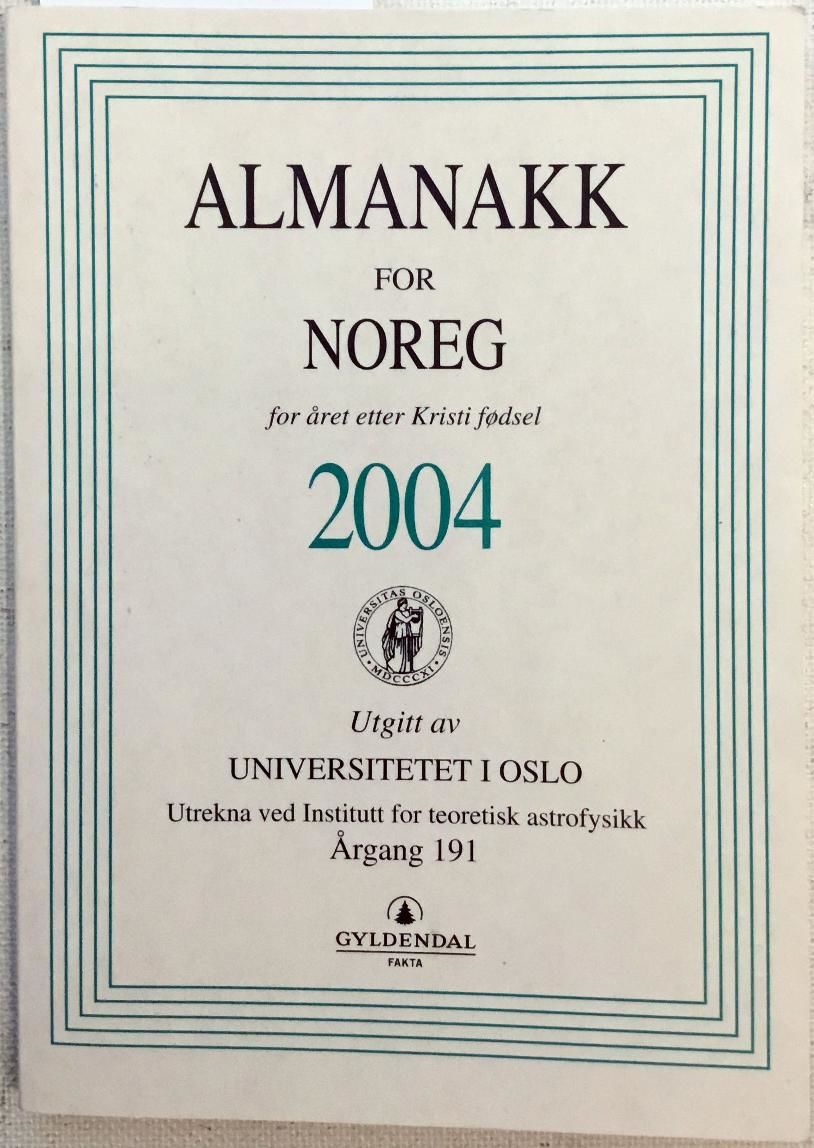 ALMANAKK
FOR
NOREG
for året etter Kristi fødsel
2004
UNIVERSITAS OSLOENSIS
MDCCCXI
Utgitt av
UNIVERSITETET I OSLO
Utrekna ved Institutt for teoretisk astrofysikk
Årgang 191
GYLDENDAL
FAKTA